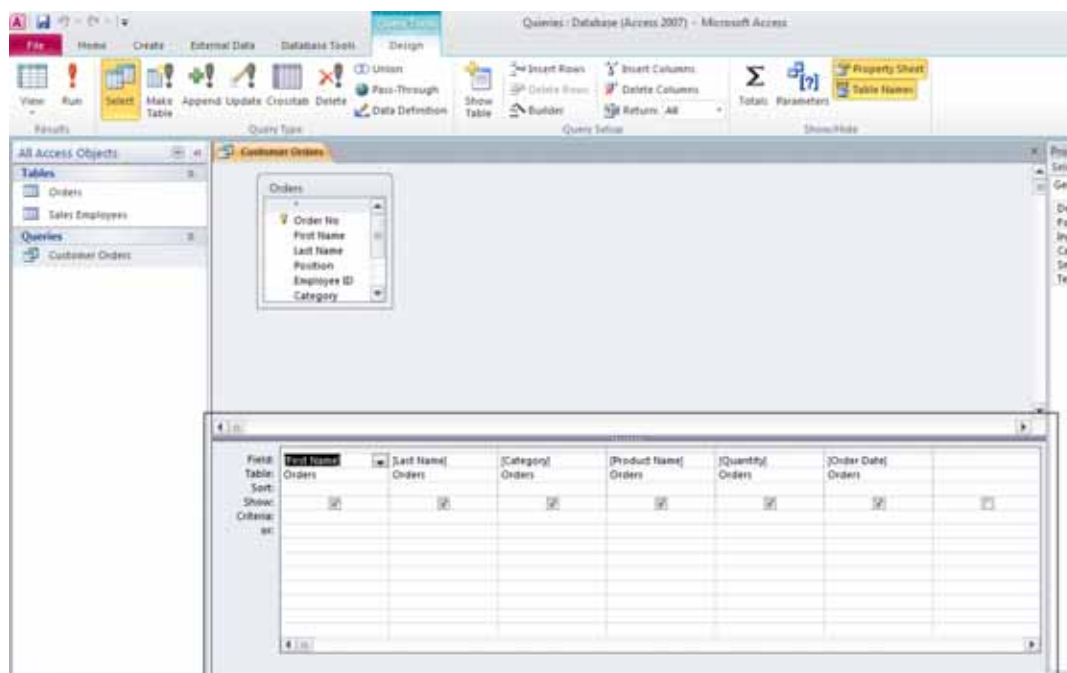 Query Tools
Quieries : Database (Access 2007) - Microsoft Access
File Home Create External Data Database Tools Design
View Run Select Make Table Append Update Crosstab Delete
Union
Pass-Through
Data Definition
Show Table
Insert Rows
Delete Rows
Builder
Insert Columns
Delete Columns
Return: All
Totals Parameters
Property Sheet
Table Names
Results Query Type Query Setup Show/Hide
All Access Objects
Tables
Orders
Sales Employees
Queries
Customer Orders
Customer Orders
Orders
*
Order No
First Name
Last Name
Position
Employee ID
Category
Field: First Name [Last Name] [Category] [Product Name] [Quantity] [Order Date]
Table: Orders Orders Orders Orders Orders Orders
Sort:
Show:
Criteria:
or: